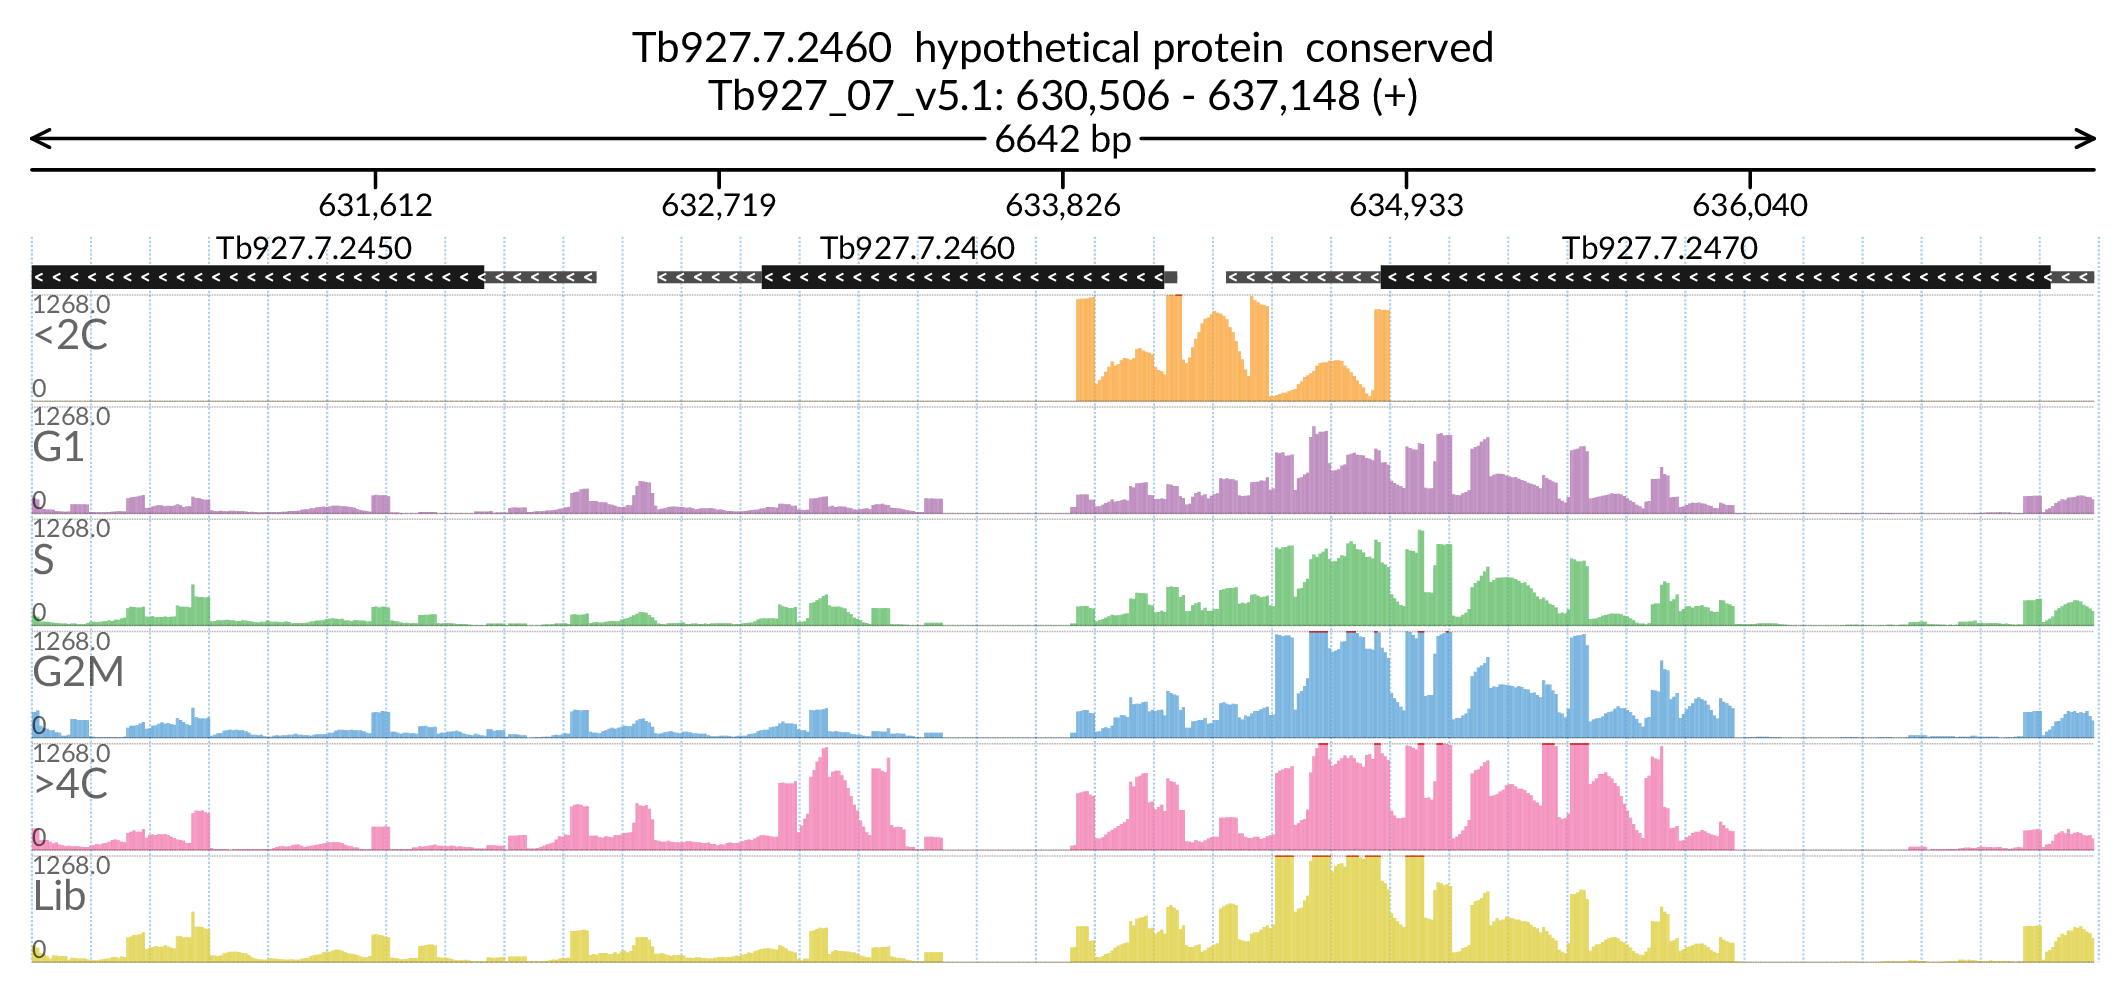 Tb927.7.2460  hypothetical protein  conserved
Tb927_07_v5.1: 630,506 - 637,148 (+)
6642 bp
631,612 632,719 633,826 634,933 636,040
Tb927.7.2450 Tb927.7.2460 Tb927.7.2470
1268.0
<2C
0
1268.0
G1
0
1268.0
S
0
1268.0
G2M
0
1268.0
>4C
0
1268.0
Lib
0